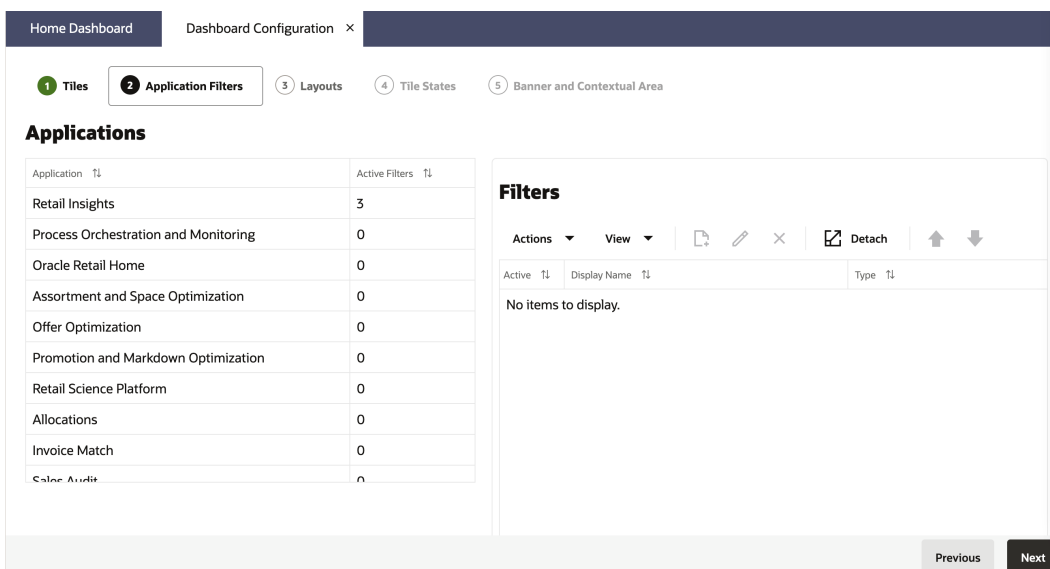 Home Dashboard Dashboard Configuration ×
1 Tiles 2 Application Filters 3 Layouts 4 Tile States 5 Banner and Contextual Area
Applications
Application Active Filters
Retail Insights 3
Process Orchestration and Monitoring 0
Oracle Retail Home 0
Assortment and Space Optimization 0
Offer Optimization 0
Promotion and Markdown Optimization 0
Retail Science Platform 0
Allocations 0
Invoice Match 0
Sales Audit 0
Filters
Actions View Detach
Active Display Name Type
No items to display.
Previous Next